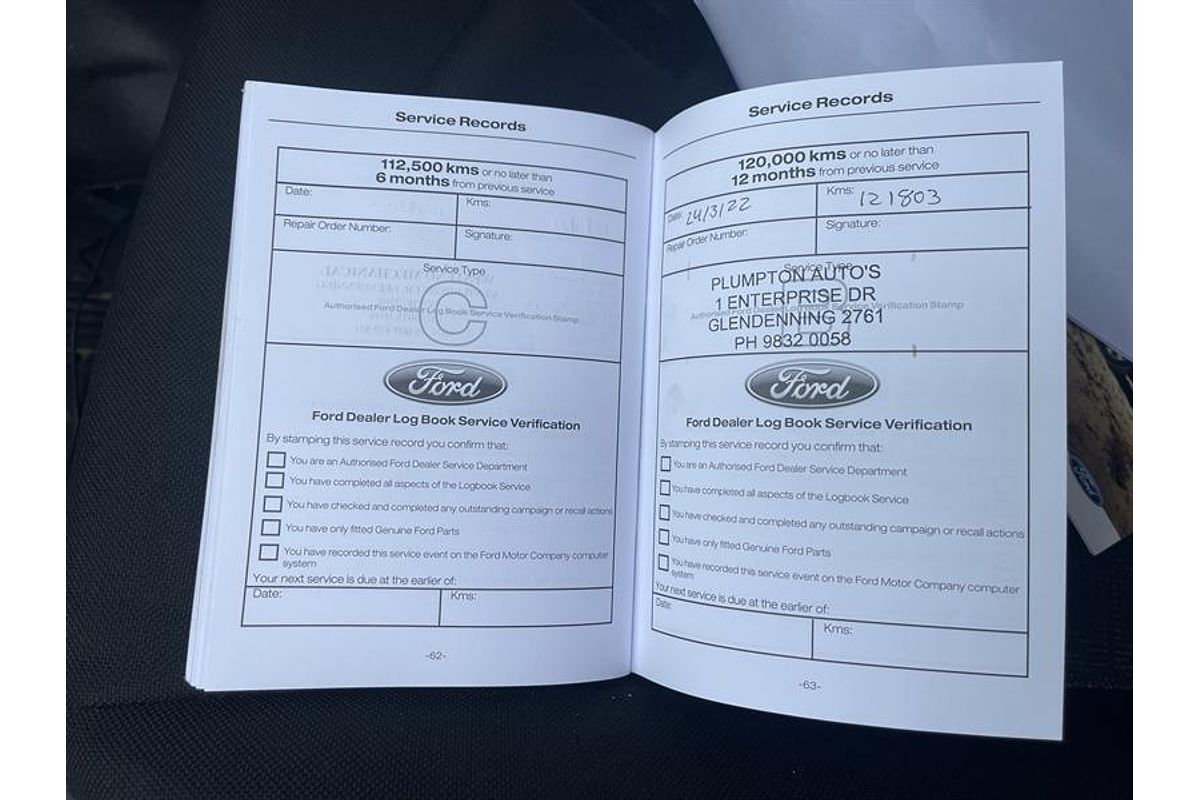 Service Records
112,500 kms or no later than
6 months from previous service
Date:
Kms:
Repair Order Number:
Signature:
Service Type
C
Authorised Ford Dealer Log Book Service Verification Stamp
Ford
Ford Dealer Log Book Service Verification
By stamping this service record you confirm that:
You are an Authorised Ford Dealer Service Department
You have completed all aspects of the Logbook Service
You have checked and completed any outstanding campaign or recall actions
You have only fitted Genuine Ford Parts
You have recorded this service event on the Ford Motor Company computer
system
Your next service is due at the earlier of:
Date:
Kms:
-62-
Service Records
120,000 kms or no later than
12 months from previous service
Date: 24/3/22
Kms: 121803
Repair Order Number:
Signature:
Service Type
PLUMPTON AUTO'S
1 ENTERPRISE DR
Authorised Ford Dealer Log Book Service Verification Stamp
GLENDENNING 2761
PH 9832 0058
Ford
Ford Dealer Log Book Service Verification
By stamping this service record you confirm that:
You are an Authorised Ford Dealer Service Department
You have completed all aspects of the Logbook Service
You have checked and completed any outstanding campaign or recall actions
You have only fitted Genuine Ford Parts
You have recorded this service event on the Ford Motor Company computer
system
Your next service is due at the earlier of:
Date:
Kms:
-63-
Ford